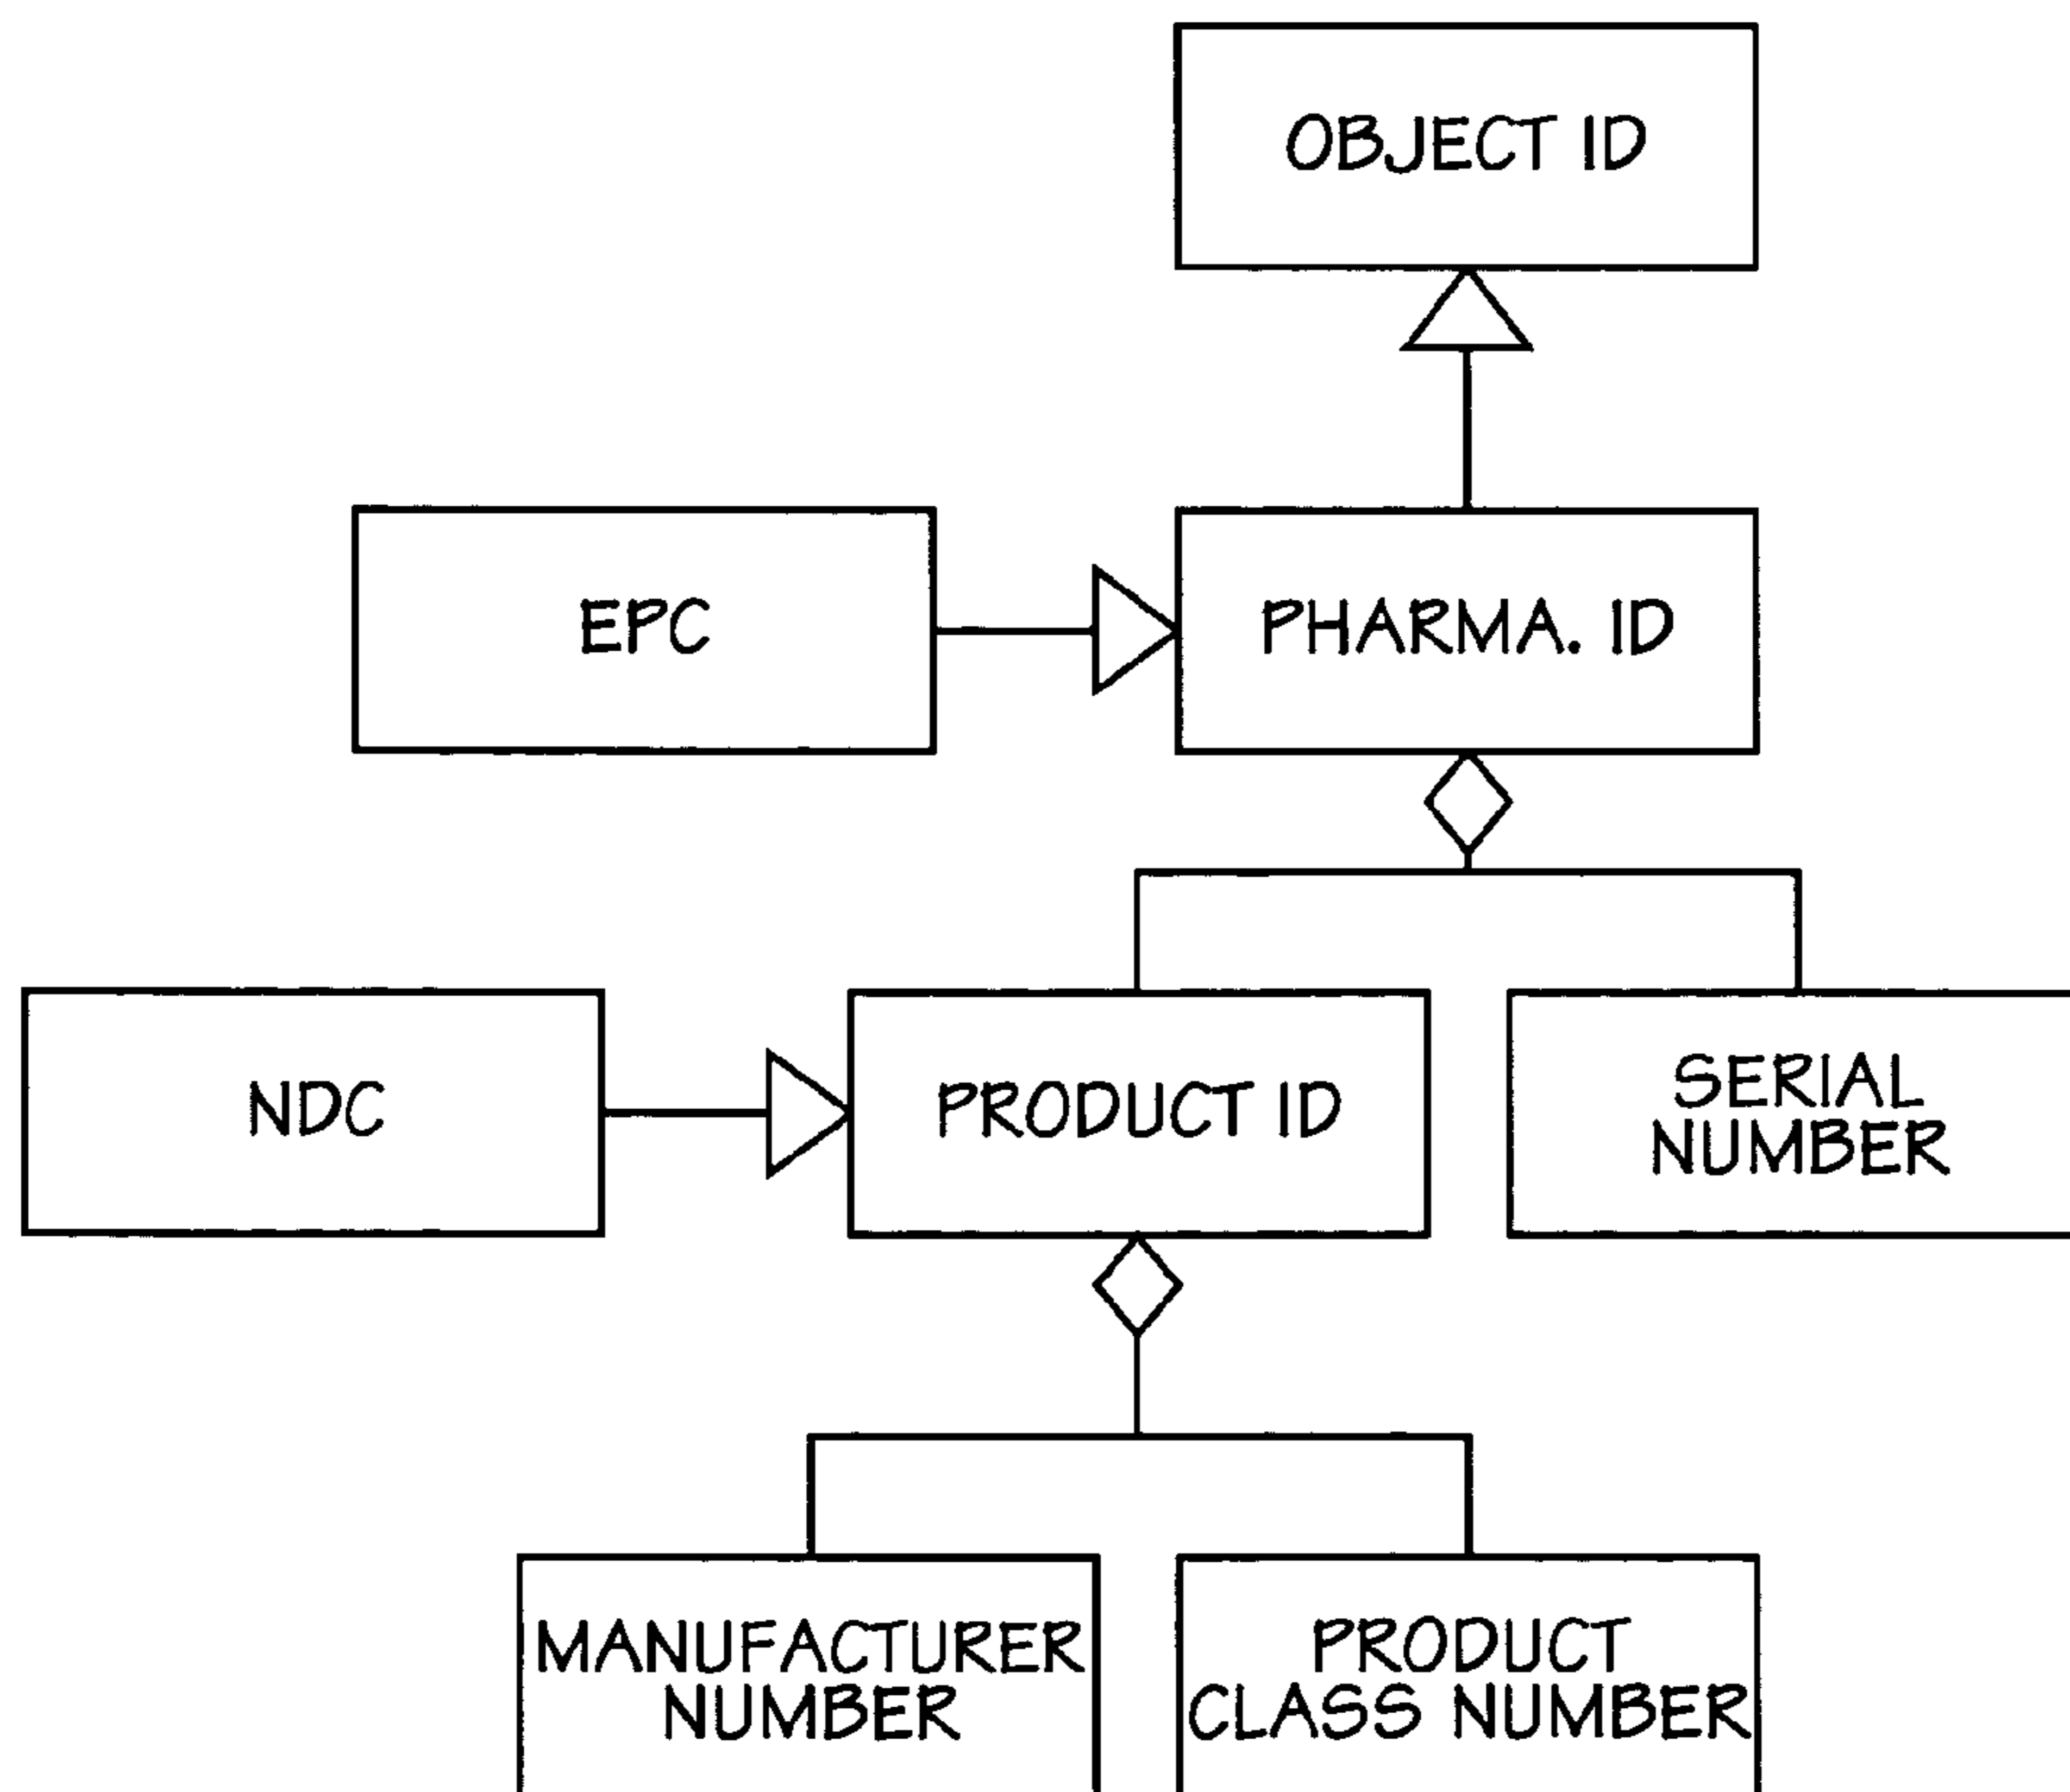 OBJECT ID
EPC
PHARMA. ID
NDC
PRODUCT ID
SERIAL
NUMBER
MANUFACTURER
NUMBER
PRODUCT
CLASS NUMBER